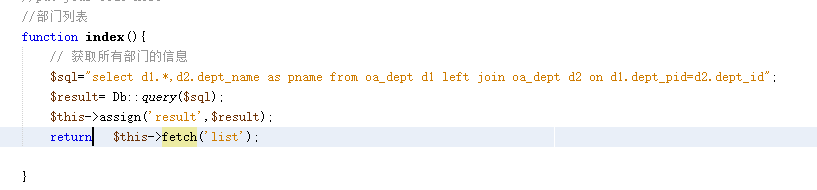 //部门列表
function index(){
// 获取所有部门的信息
$sql="select d1.*,d2.dept_name as pname from oa_dept d1 left join oa_dept d2 on d1.dept_pid=d2.dept_id";
$result= Db::query($sql);
$this->assign('result',$result);
return   $this->fetch('list');
}